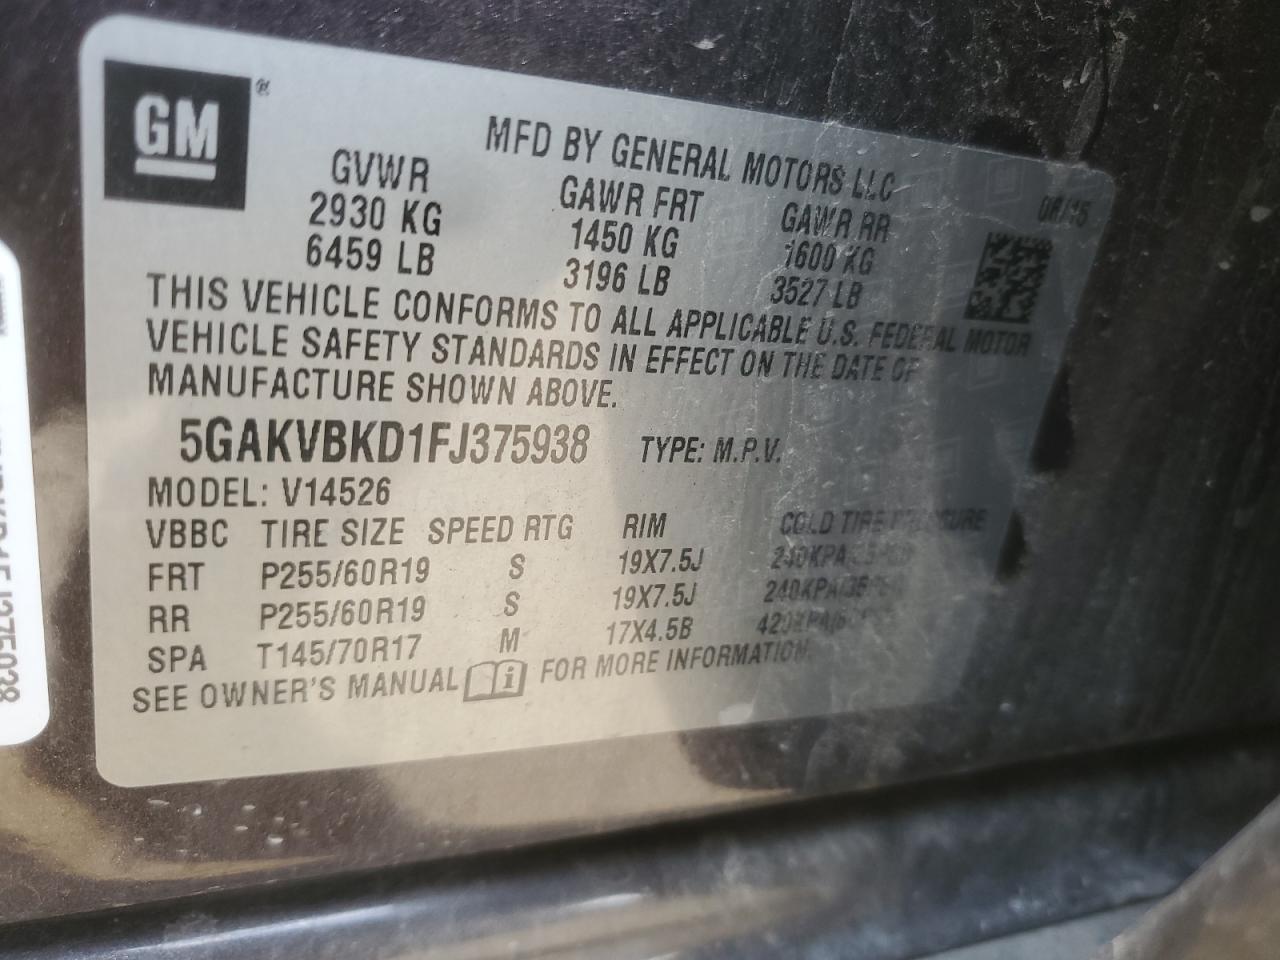 GM ®
MFD BY GENERAL MOTORS LLC
GVWR GAWR FRT GAWR RR
2930 KG 1450 KG 1600 KG
6459 LB 3196 LB 3527 LB
THIS VEHICLE CONFORMS TO ALL APPLICABLE U.S. FEDERAL MOTOR
VEHICLE SAFETY STANDARDS IN EFFECT ON THE DATE OF
MANUFACTURE SHOWN ABOVE.
5GAKVBKD1FJ375938 TYPE: M.P.V.
MODEL: V14526
VBBC TIRE SIZE SPEED RTG RIM COLD TIRE PRESSURE
FRT P255/60R19 S 19X7.5J
RR P255/60R19 S 19X7.5J
SPA T145/70R17 M 17X4.5B
SEE OWNER'S MANUAL FOR MORE INFORMATION.